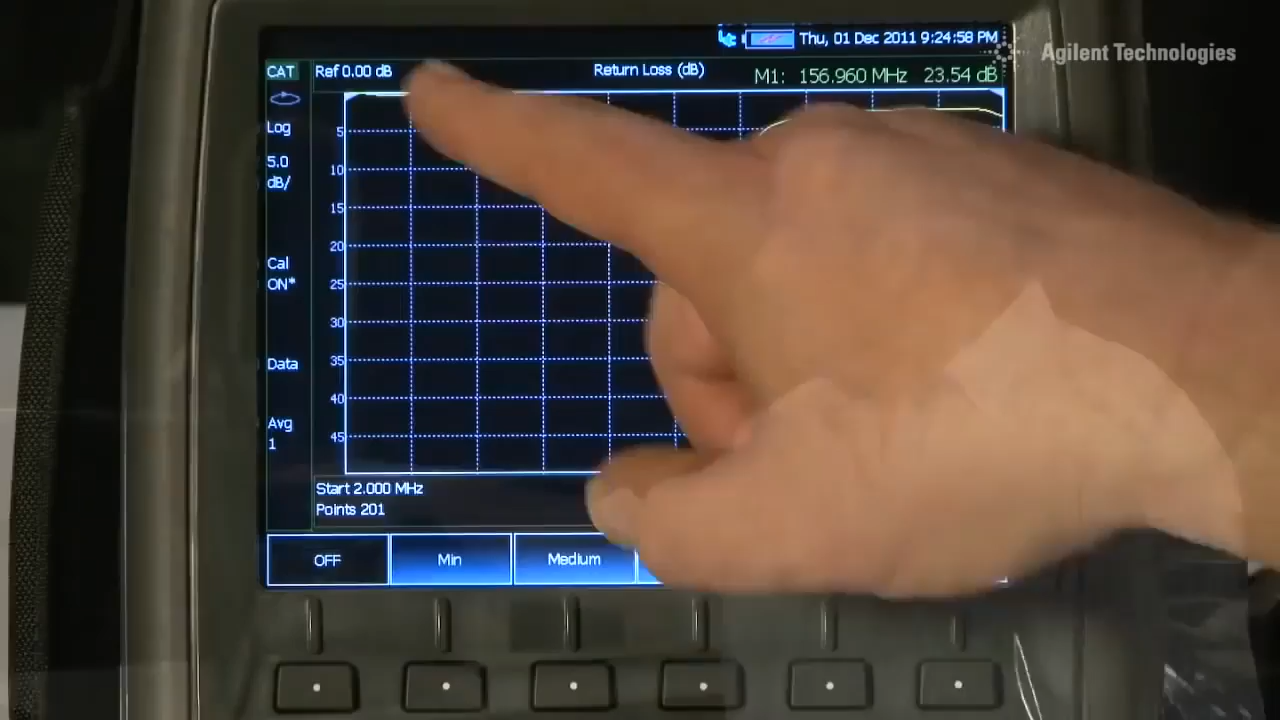 Thu, 01 Dec 2011 9:24:58 PM
Agilent Technologies
CAT
Ref 0.00 dB
Return Loss (dB)
M1: 156.960 MHz 23.54 dB
Log
5.0
dB/
Cal
ON*
Data
Avg
1
5
10
15
20
25
30
35
40
45
Start 2.000 MHz
Points 201
OFF
Min
Medium